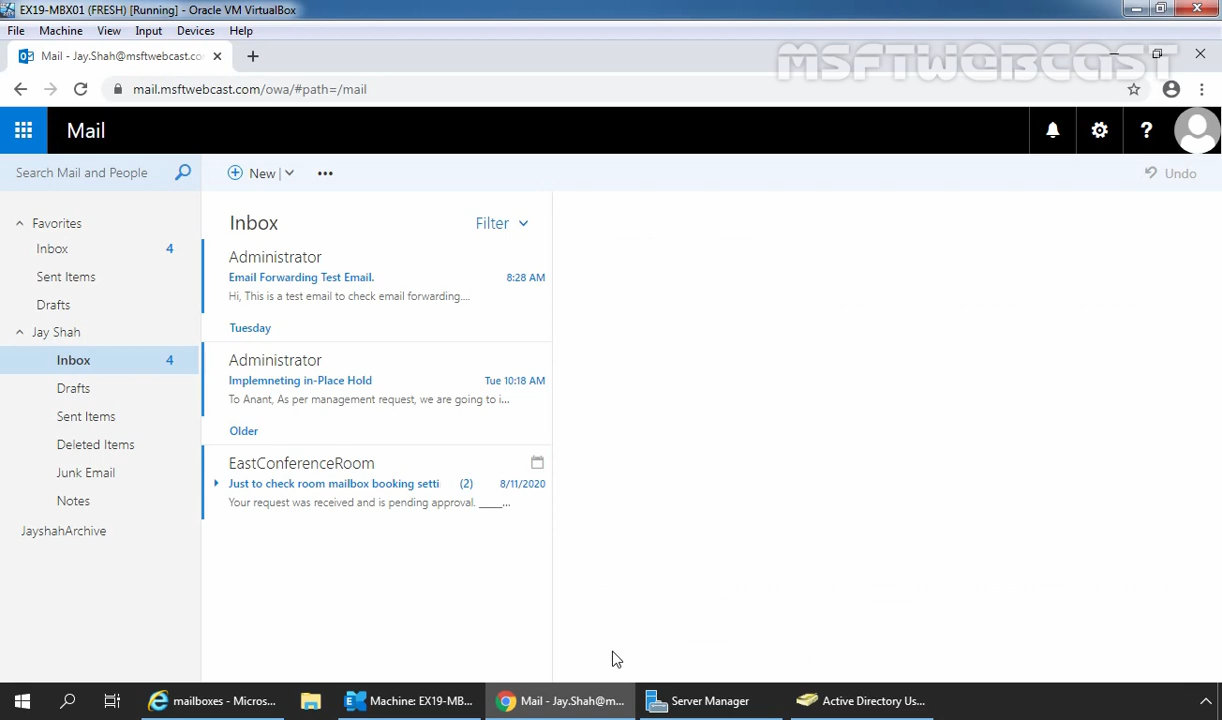 EX19-MBX01 (FRESH) [Running] - Oracle VM VirtualBox
File Machine View Input Devices Help
Mail - Jay.Shah@msftwebcast.co
MSFTWEBCAST
mail.msftwebcast.com/owa/#path=/mail
Mail
?
Search Mail and People
New
Undo
Favorites
Inbox 4
Sent Items
Drafts
Jay Shah
Inbox 4
Drafts
Sent Items
Deleted Items
Junk Email
Notes
JayshahArchive
Inbox
Filter
Administrator
Email Forwarding Test Email. 8:28 AM
Hi, This is a test email to check email forwarding....
Tuesday
Administrator
Implemneting in-Place Hold Tue 10:18 AM
To Anant, As per management request, we are going to i...
Older
EastConferenceRoom
Just to check room mailbox booking setti (2) 8/11/2020
Your request was received and is pending approval. ____...
mailboxes - Micros...
Machine: EX19-MB...
Mail - Jay.Shah@m...
Server Manager
Active Directory Us...